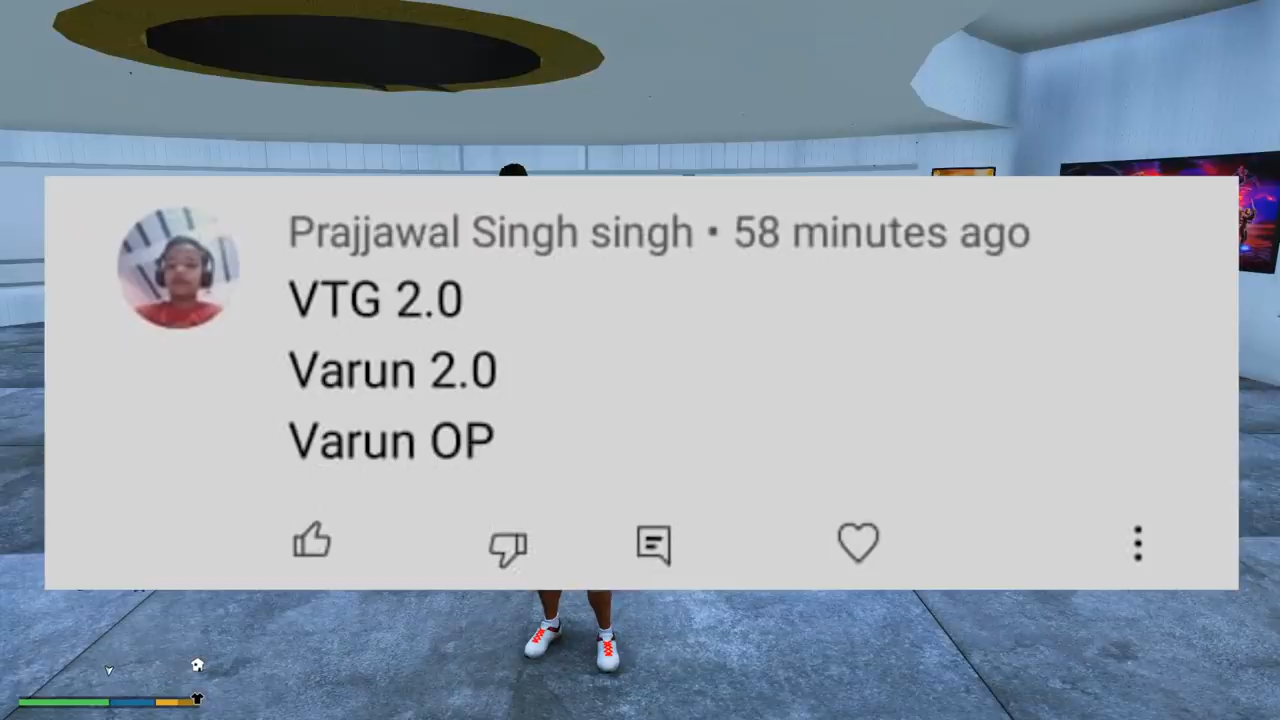 Prajjawal Singh singh • 58 minutes ago
VTG 2.0
Varun 2.0
Varun OP